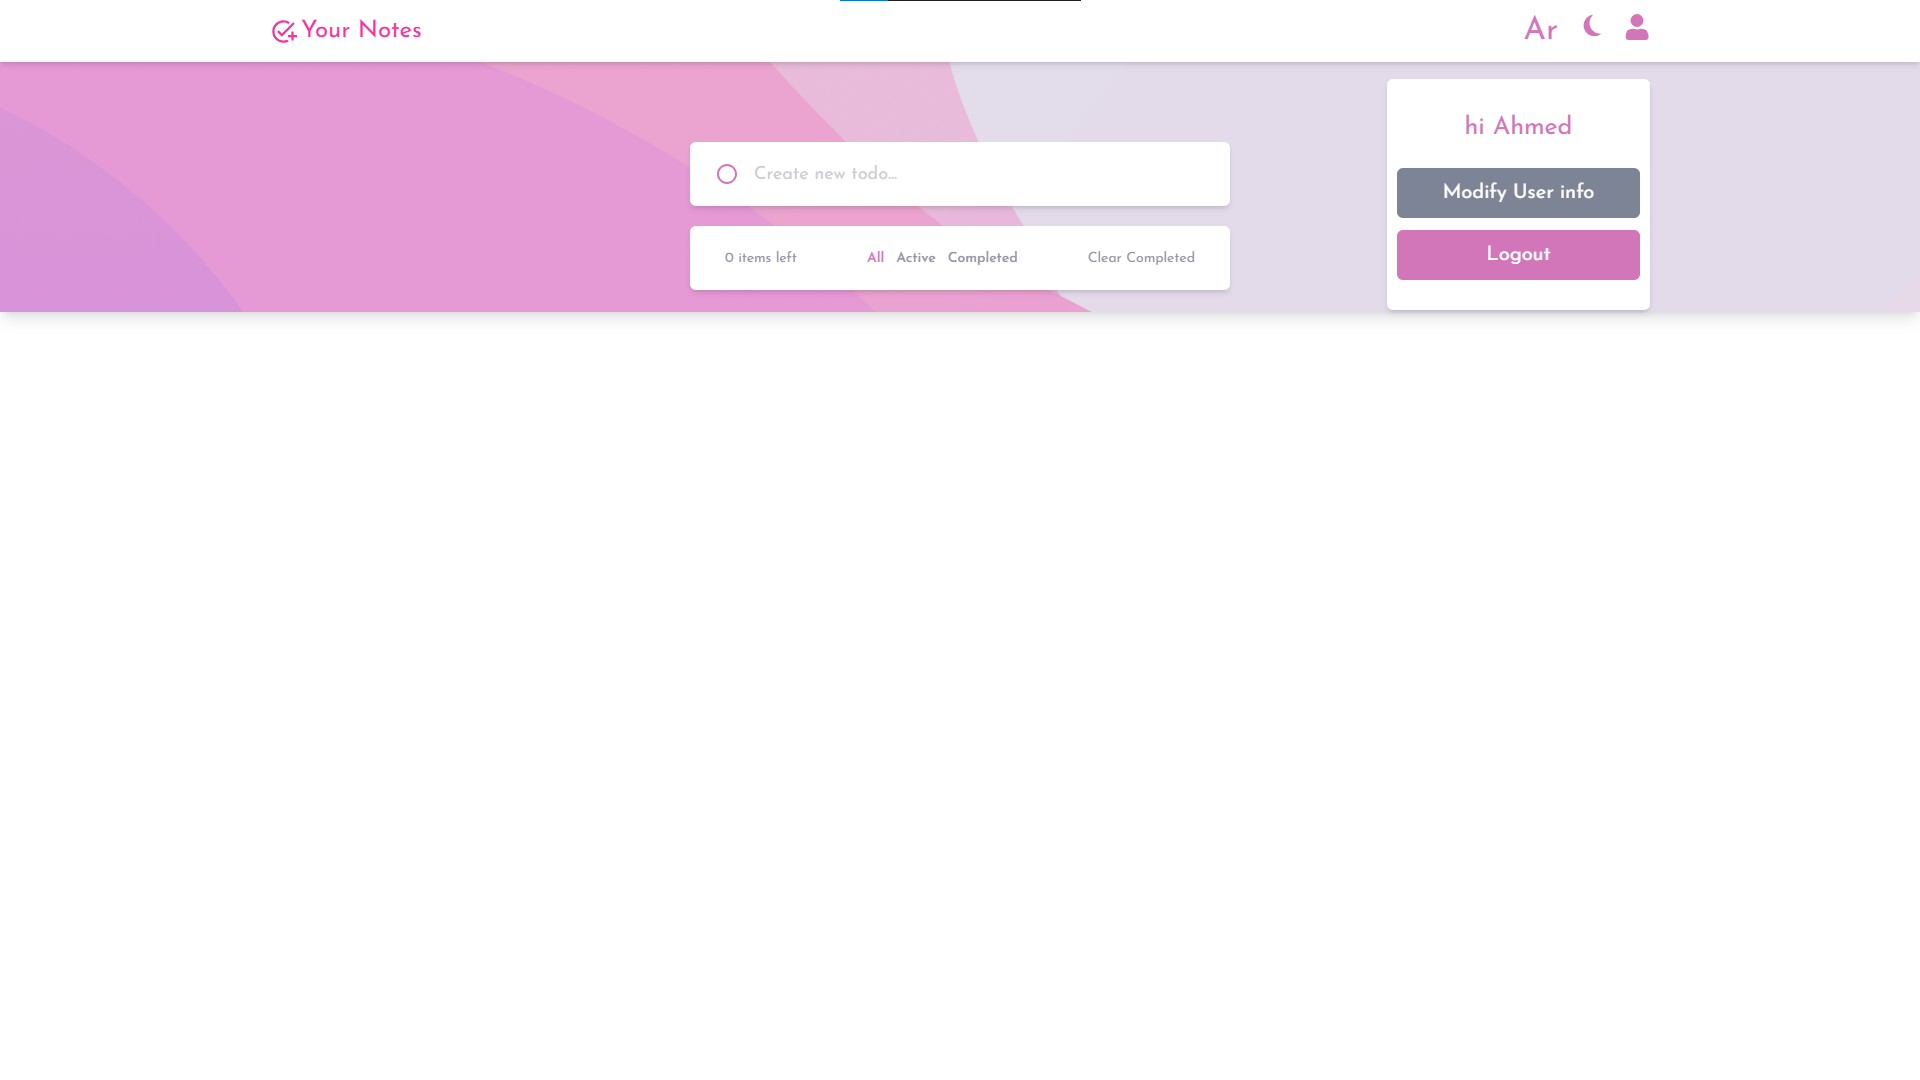 Your Notes
Ar
hi Ahmed
Modify User info
Logout
Create new todo...
0 items left
All
Active
Completed
Clear Completed